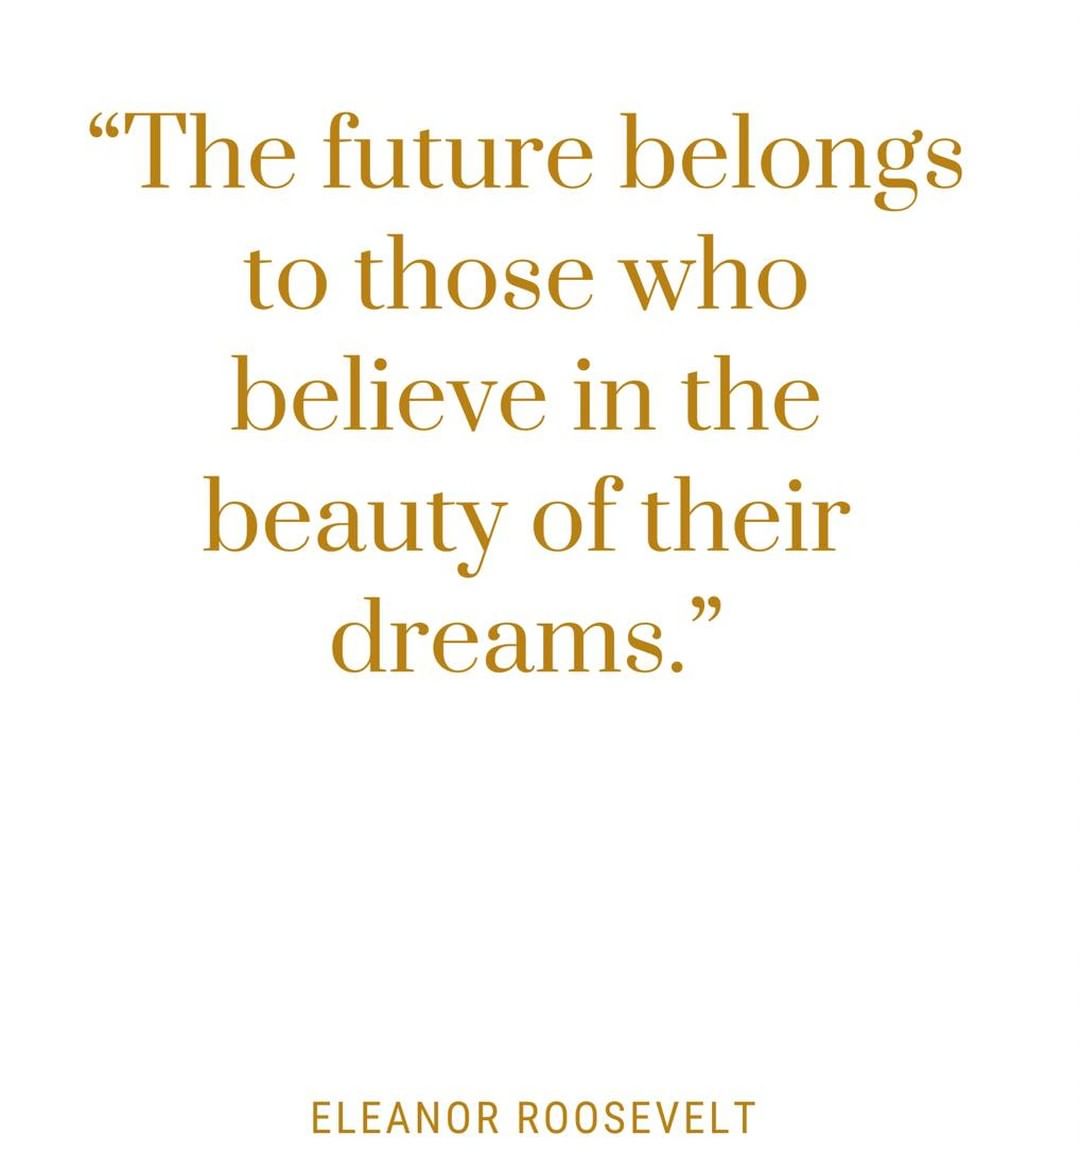 “The future belongs
to those who
believe in the
beauty of their
dreams.”
ELEANOR ROOSEVELT